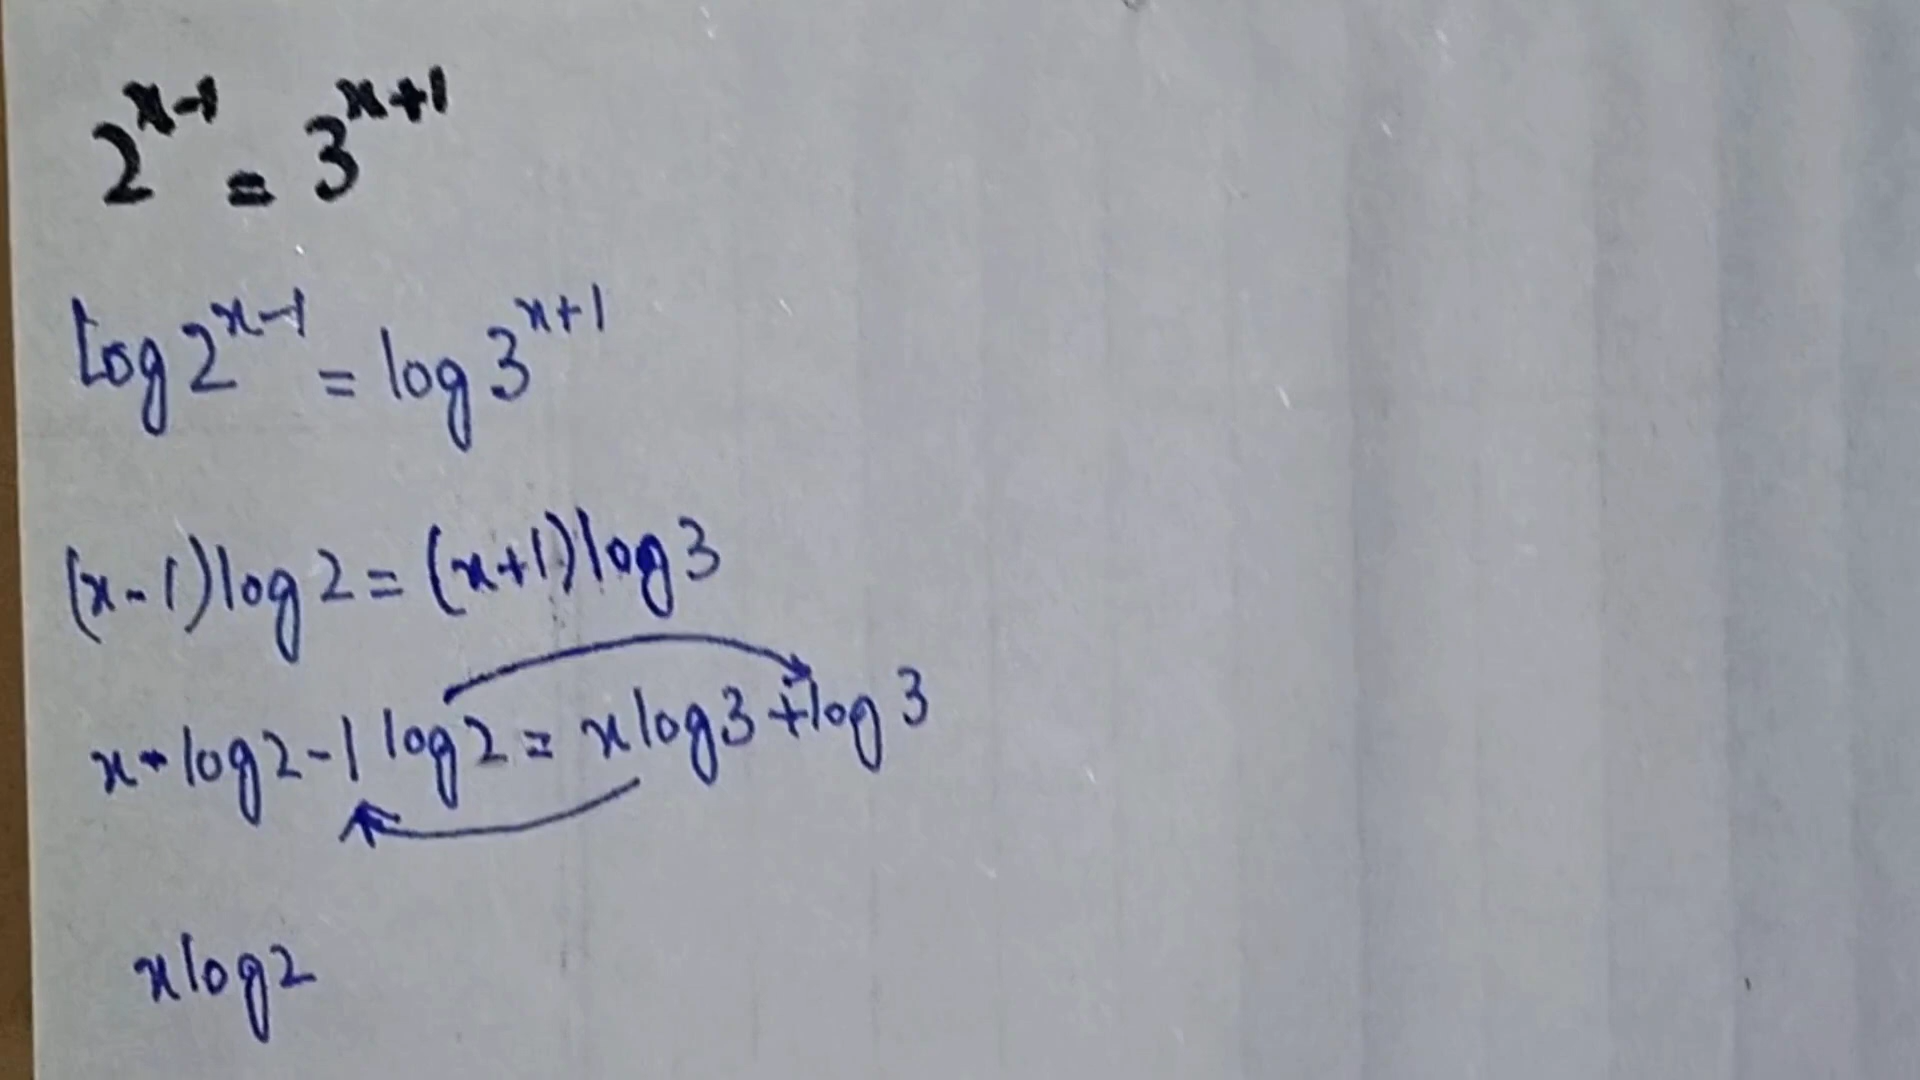 2^{x-1} = 3^{x+1}
log 2^{x-1} = log 3^{x+1}
(x-1) log 2 = (x+1) log 3
x · log 2 - 1 log 2 = x log 3 + log 3
x log 2